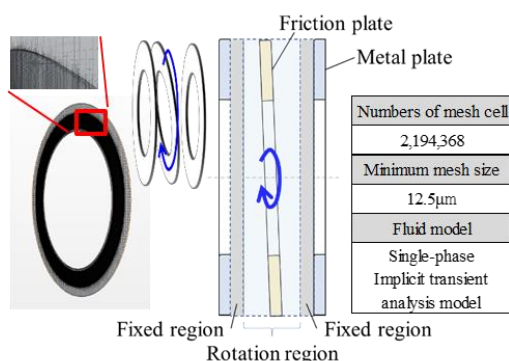 Friction plate
Metal plate
Numbers of mesh cell
2,194,368
Minimum mesh size
12.5μm
Fluid model
Single-phase
Implicit transient
analysis model
Fixed region
Fixed region
Rotation region